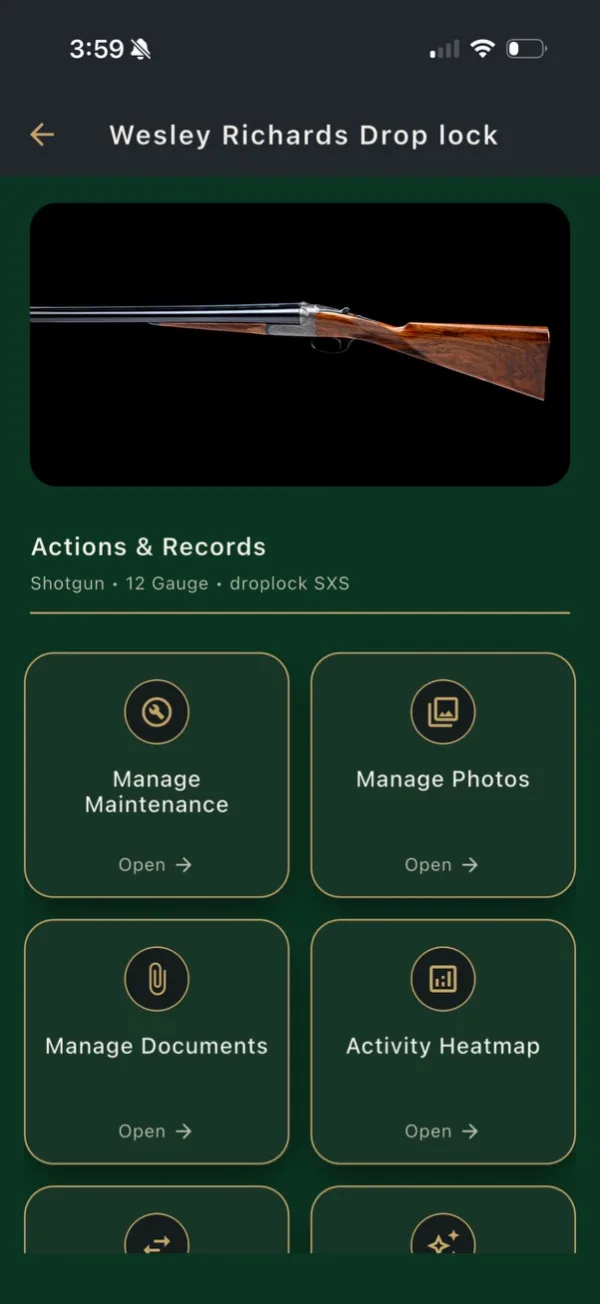 3:59
Wesley Richards Drop lock
Actions & Records
Shotgun • 12 Gauge • droplock SXS
Manage
Maintenance
Open →
Manage Photos
Open →
Manage Documents
Open →
Activity Heatmap
Open →